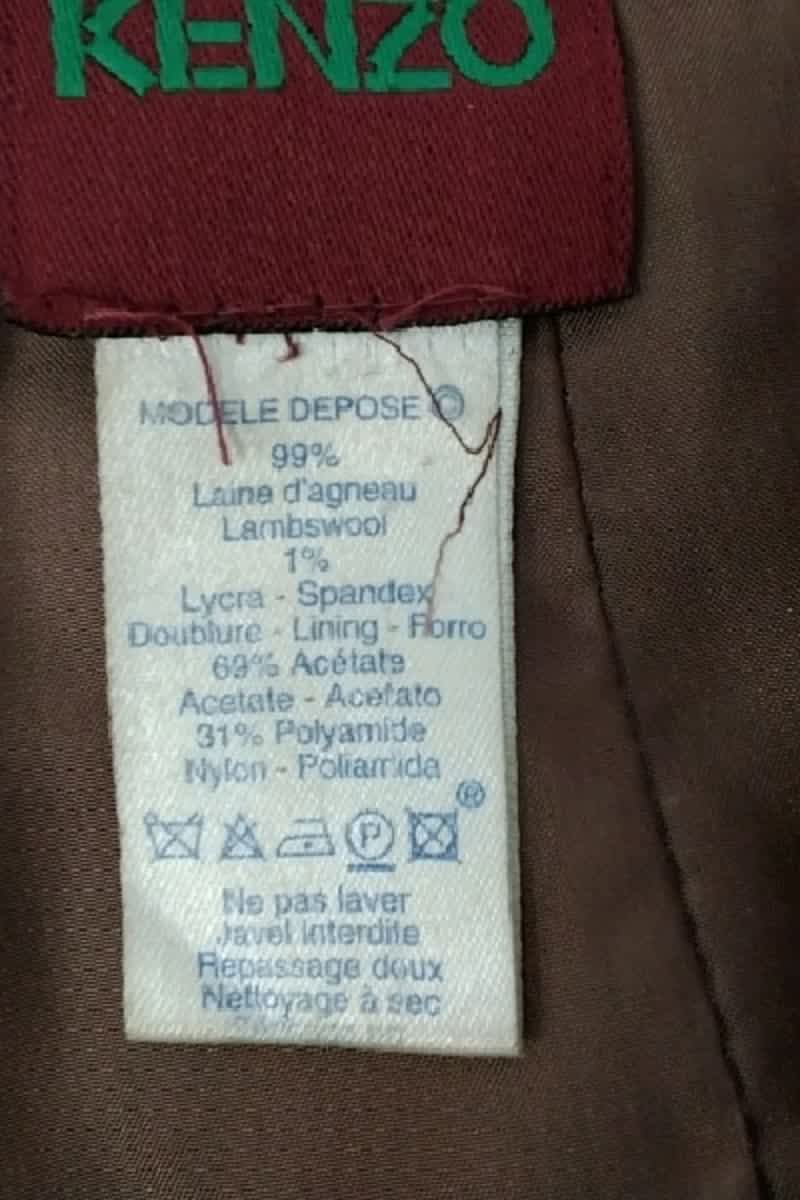 KENZO
MODELE DEPOSE ©
99%
Laine d'agneau
Lambswool
1%
Lycra - Spandex
Doublure - Lining - Forro
69% Acétate
Acetate - Acetato
31% Polyamide
Nylon - Poliamida
®
P
Ne pas laver
Javel Interdite
Repassage doux
Nettoyage à sec